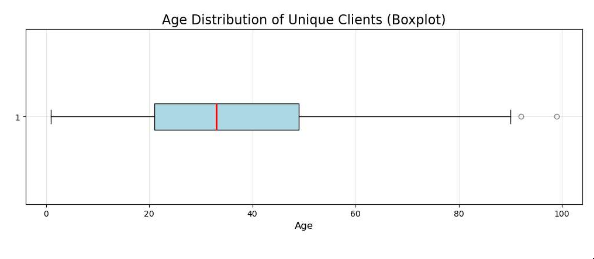 Age Distribution of Unique Clients (Boxplot)
1
0 20 40 60 80 100
Age